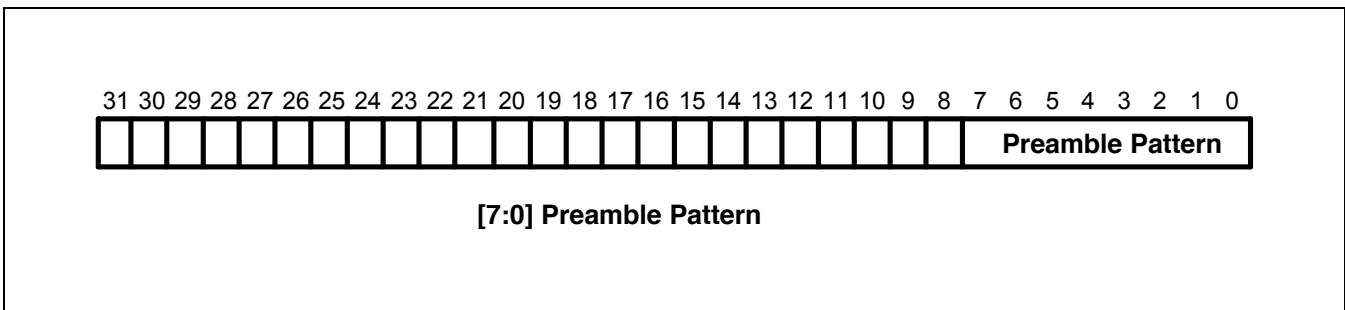 31 30 29 28 27 26 25 24 23 22 21 20 19 18 17 16 15 14 13 12 11 10 9 8 7 6 5 4 3 2 1 0
Preamble Pattern
[7:0] Preamble Pattern